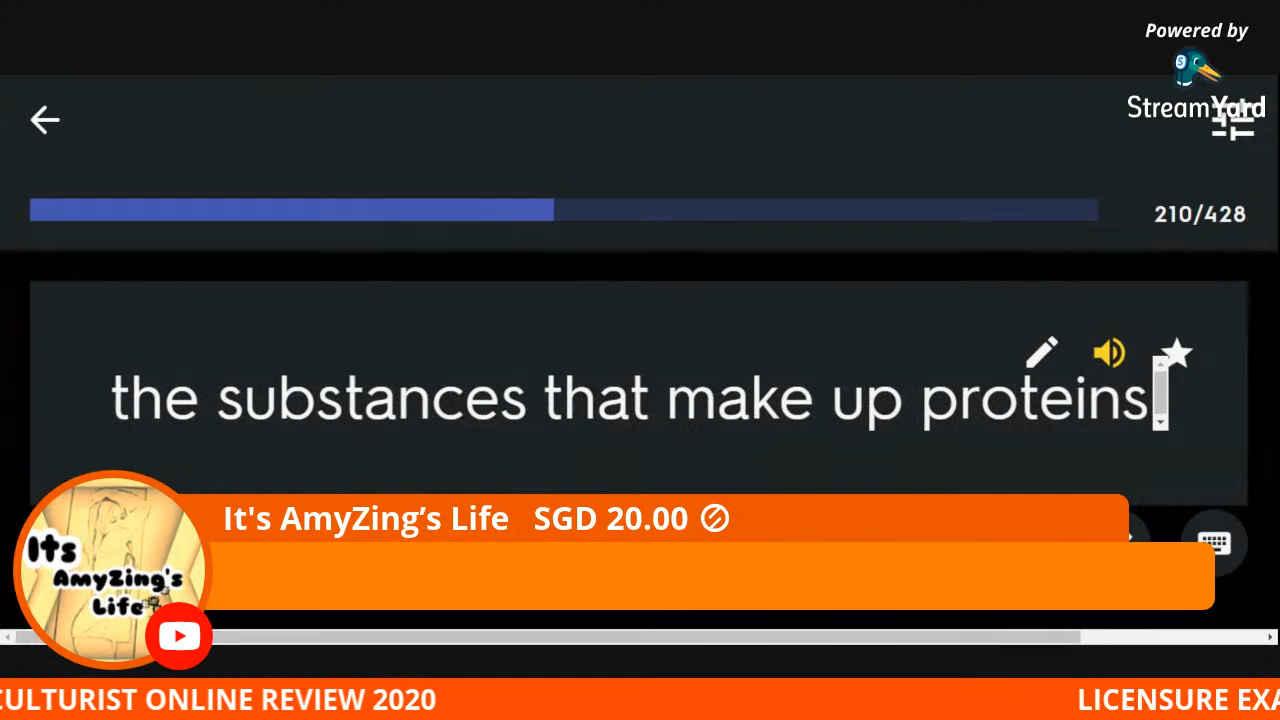 Powered by
StreamYard
210/428
the substances that make up proteins
It's AmyZing’s Life SGD 20.00
Its
AmyZing's
Life
CULTURIST ONLINE REVIEW 2020
LICENSURE EXA